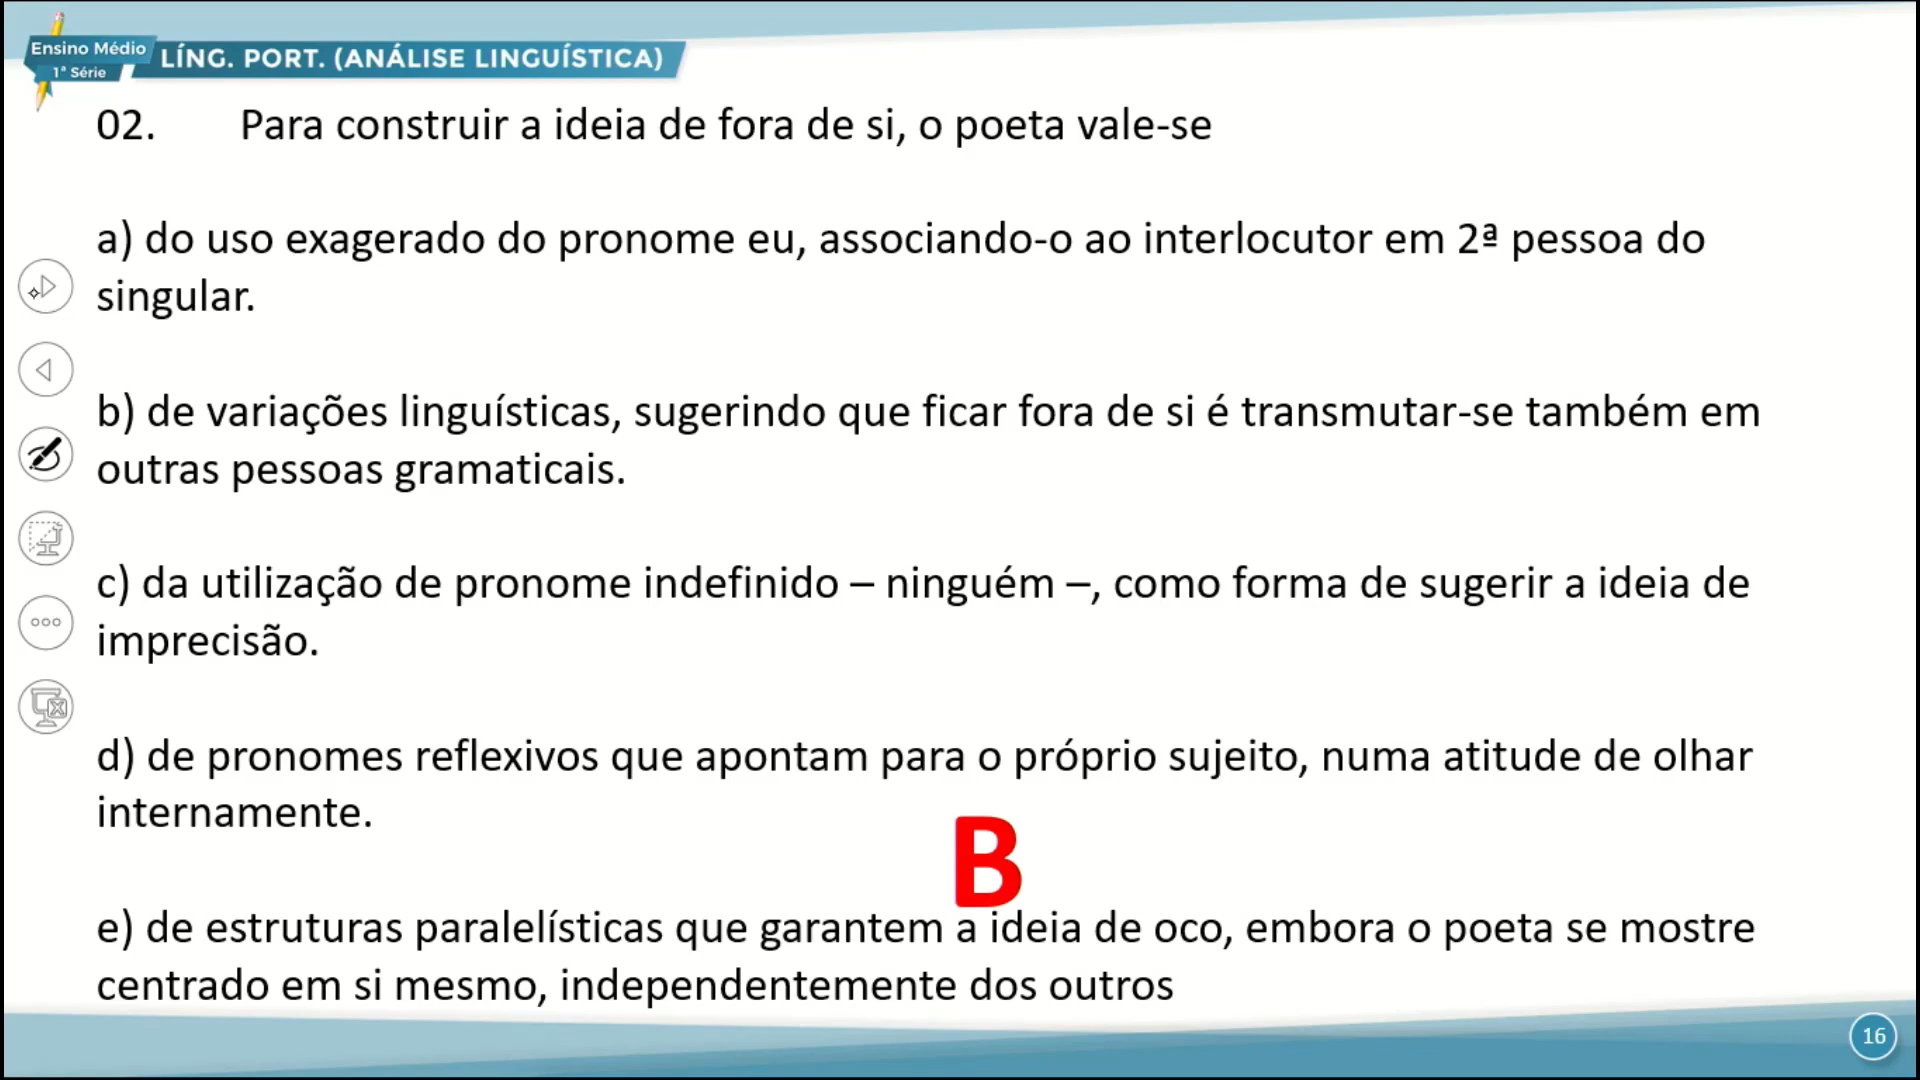 Ensino Médio
1ª Série
LÍNG. PORT. (ANÁLISE LINGUÍSTICA)
02. Para construir a ideia de fora de si, o poeta vale-se
a) do uso exagerado do pronome eu, associando-o ao interlocutor em 2ª pessoa do
singular.
b) de variações linguísticas, sugerindo que ficar fora de si é transmutar-se também em
outras pessoas gramaticais.
c) da utilização de pronome indefinido – ninguém –, como forma de sugerir a ideia de
imprecisão.
d) de pronomes reflexivos que apontam para o próprio sujeito, numa atitude de olhar
internamente.
B
e) de estruturas paralelísticas que garantem a ideia de oco, embora o poeta se mostre
centrado em si mesmo, independentemente dos outros
16